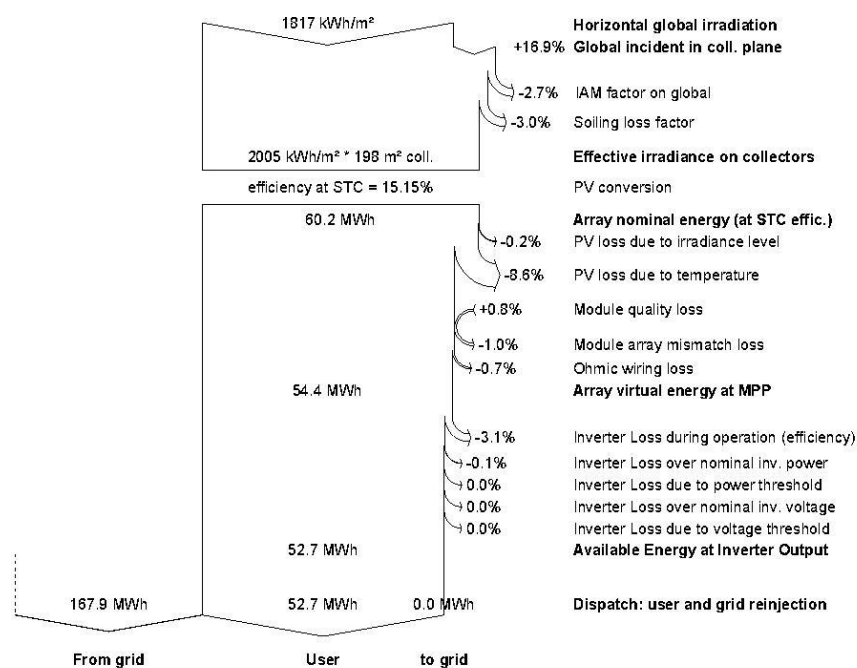 1817 kWh/m² Horizontal global irradiation
+16.9% Global incident in coll. plane
-2.7% IAM factor on global
-3.0% Soiling loss factor
2005 kWh/m² * 198 m² coll. Effective irradiance on collectors
efficiency at STC = 15.15% PV conversion
60.2 MWh Array nominal energy (at STC effic.)
-0.2% PV loss due to irradiance level
-8.6% PV loss due to temperature
+0.8% Module quality loss
-1.0% Module array mismatch loss
-0.7% Ohmic wiring loss
54.4 MWh Array virtual energy at MPP
-3.1% Inverter Loss during operation (efficiency)
-0.1% Inverter Loss over nominal inv. power
0.0% Inverter Loss due to power threshold
0.0% Inverter Loss over nominal inv. voltage
0.0% Inverter Loss due to voltage threshold
52.7 MWh Available Energy at Inverter Output
167.9 MWh 52.7 MWh 0.0 MWh Dispatch: user and grid reinjection
From grid User to grid